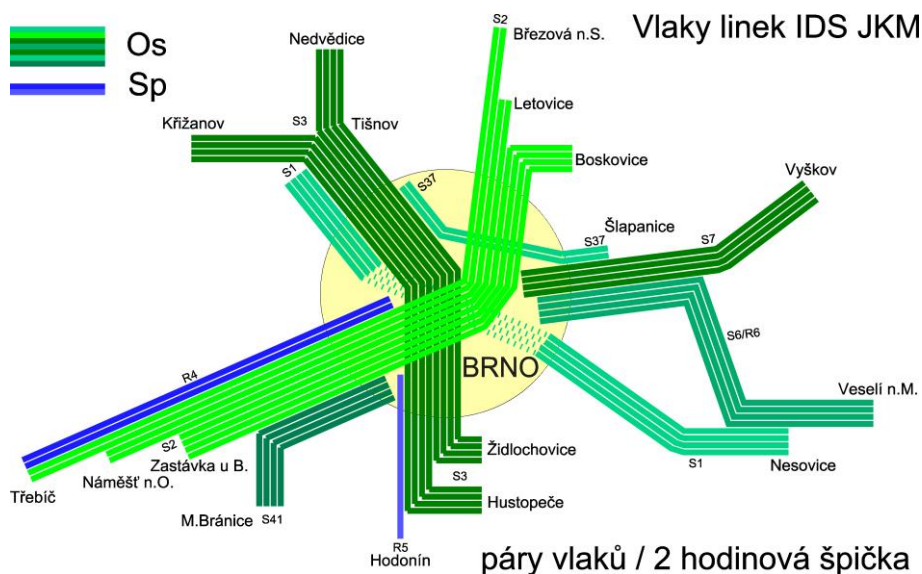 Os
Sp
Vlaky linek IDS JMK
Nedvědice
S2
Březová n.S.
Letovice
S3
Tišnov
Křižanov
Boskovice
S1
S37
Vyškov
Šlapanice
S37
S7
S6/R6
R4
BRNO
Veselí n.M.
S2
Zastávka u B.
Náměšť n.O.
Třebíč
Židlochovice
S1
Nesovice
S3
Hustopeče
M.Bránice
S41
R5
Hodonín
páry vlaků / 2 hodinová špička